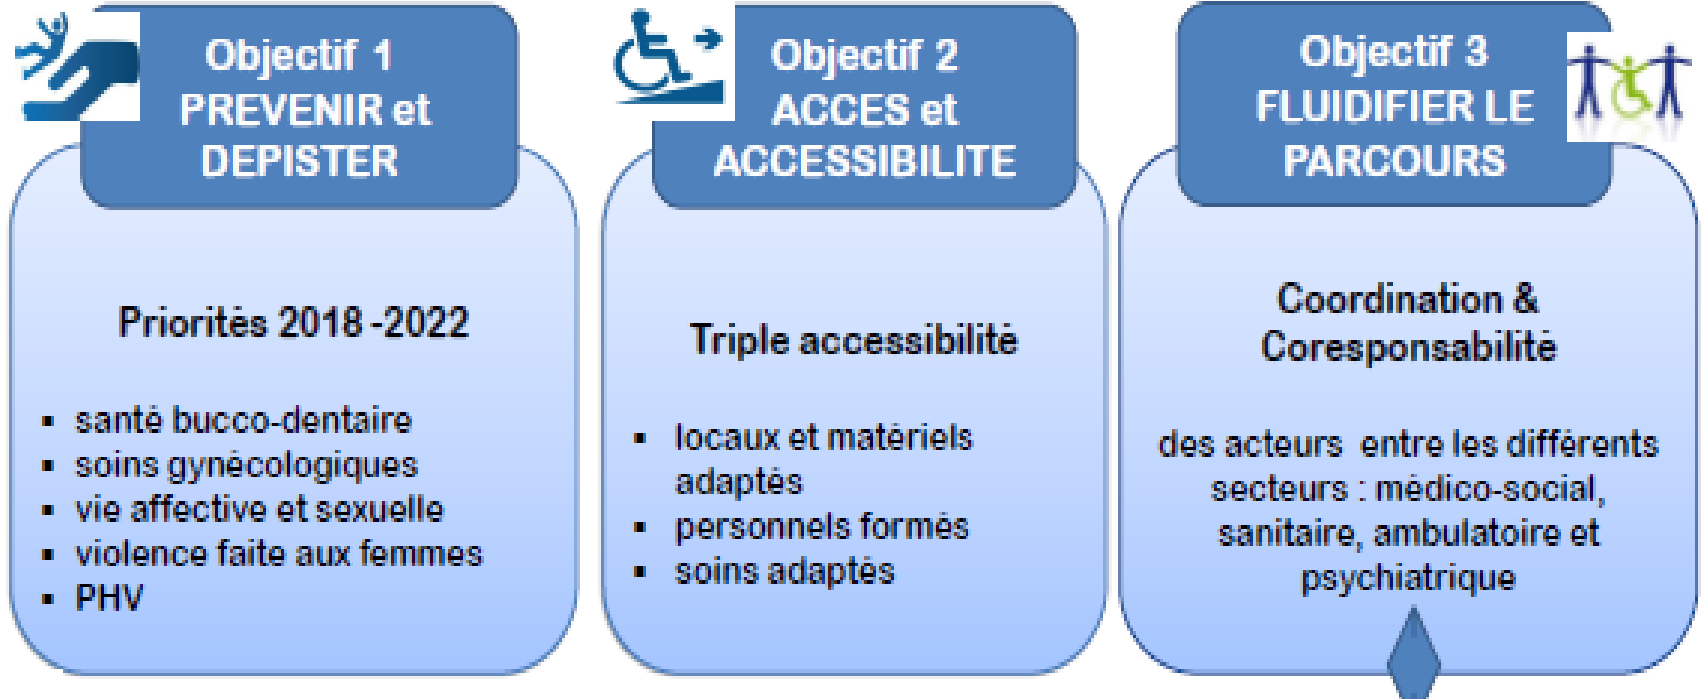 Objectif 1
PREVENIR et
DEPISTER
Priorités 2018 -2022
▪ santé bucco-dentaire
▪ soins gynécologiques
▪ vie affective et sexuelle
▪ violence faite aux femmes
▪ PHV
Objectif 2
ACCES et
ACCESSIBILITE
Triple accessibilité
▪ locaux et matériels
adaptés
▪ personnels formés
▪ soins adaptés
Objectif 3
FLUIDIFIER LE
PARCOURS
Coordination &
Coresponsabilité
des acteurs entre les différents
secteurs : médico-social,
sanitaire, ambulatoire et
psychiatrique